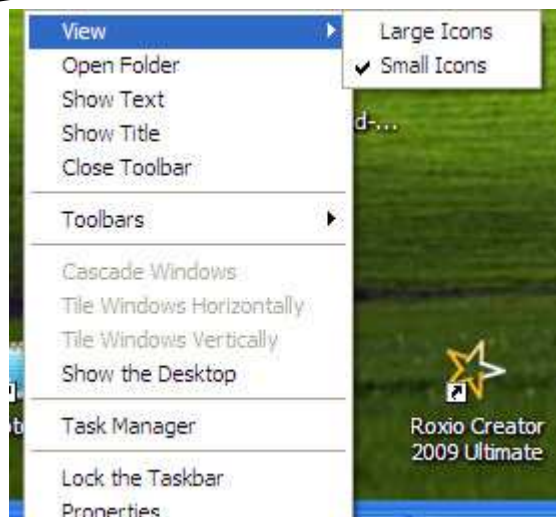 View
Large Icons
Small Icons
Open Folder
Show Text
Show Title
Close Toolbar
d-...
Toolbars
Cascade Windows
Tile Windows Horizontally
Tile Windows Vertically
Show the Desktop
Task Manager
Roxio Creator
2009 Ultimate
Lock the Taskbar
Properties